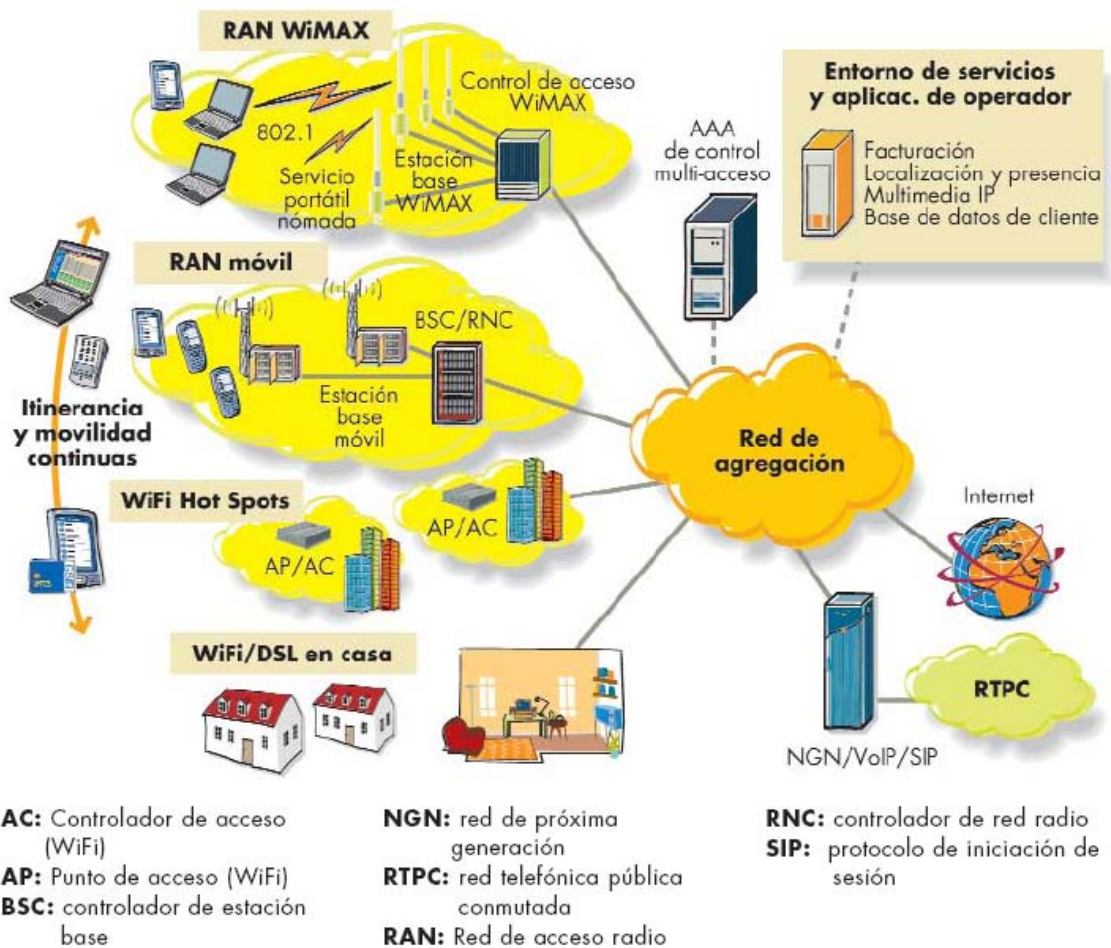 RAN WiMAX
Control de acceso
WiMAX
802.1
Estación
base
WiMAX
Servicio
portátil
nómada
AAA
de control
multi-acceso
Entorno de servicios
y aplicac. de operador
Facturación
Localización y presencia
Multimedia IP
Base de datos de cliente
RAN móvil
BSC/RNC
Estación
base
móvil
Itinerancia
y movilidad
continuas
Red de
agregación
WiFi Hot Spots
AP/AC
AP/AC
Internet
WiFi/DSL en casa
RTPC
NGN/VoIP/SIP
AC: Controlador de acceso
(WiFi)
AP: Punto de acceso (WiFi)
BSC: controlador de estación
base
NGN: red de próxima
generación
RTPC: red telefónica pública
conmutada
RAN: Red de acceso radio
RNC: controlador de red radio
SIP: protocolo de iniciación de
sesión